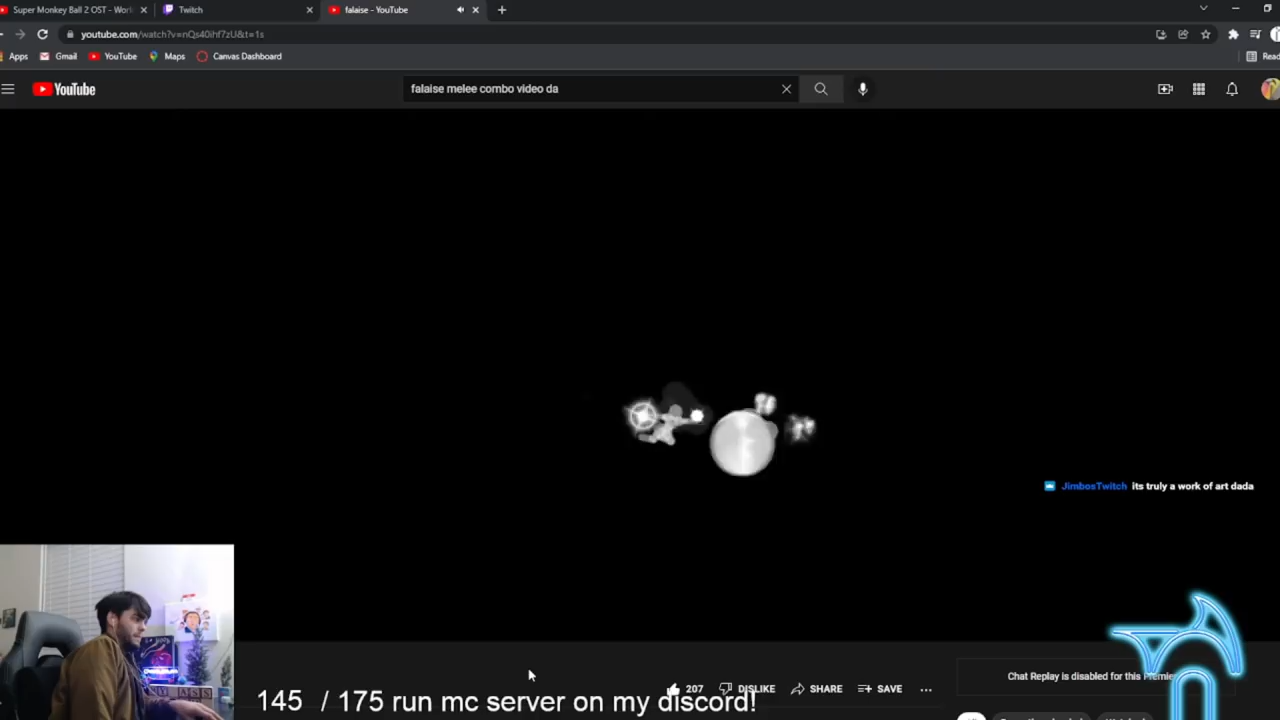 Super Monkey Ball 2 OST - Worl
Twitch
falaise - YouTube
youtube.com/watch?v=nQs40ihf7zU&t=1s
Apps
Gmail
YouTube
Maps
Canvas Dashboard
Read
YouTube
falaise melee combo video da
JimbosTwitch its truly a work of art dada
207
DISLIKE
SHARE
SAVE
Chat Replay is disabled for this Premie
145 / 175 run mc server on my discord!